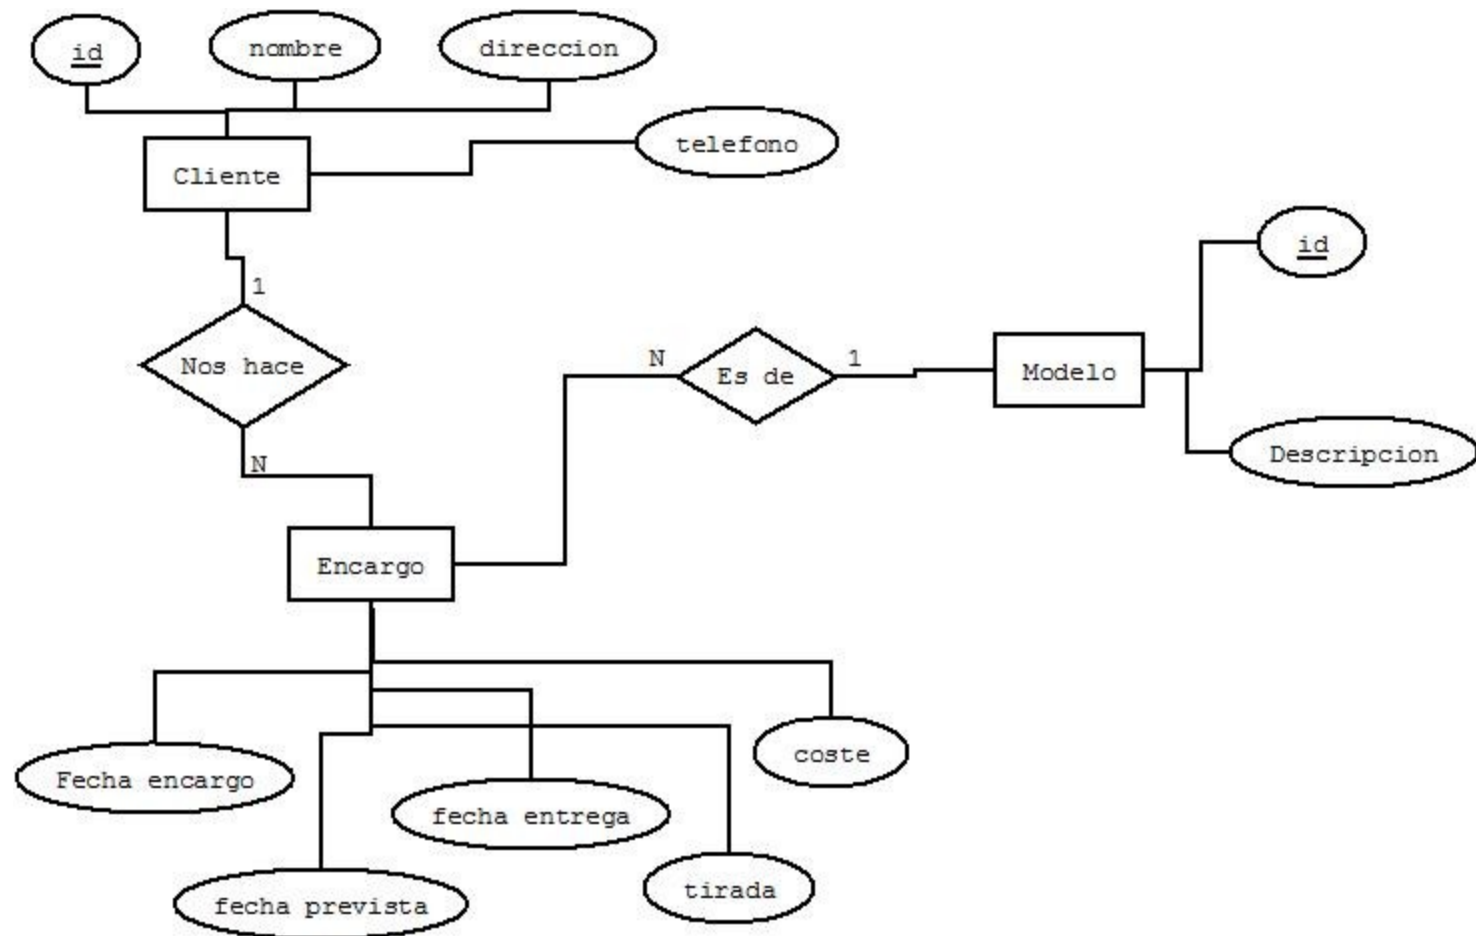 id
nombre
direccion
telefono
Cliente
id
1
Nos hace
N
Es de
1
Modelo
Descripcion
N
Encargo
coste
Fecha encargo
fecha entrega
tirada
fecha prevista